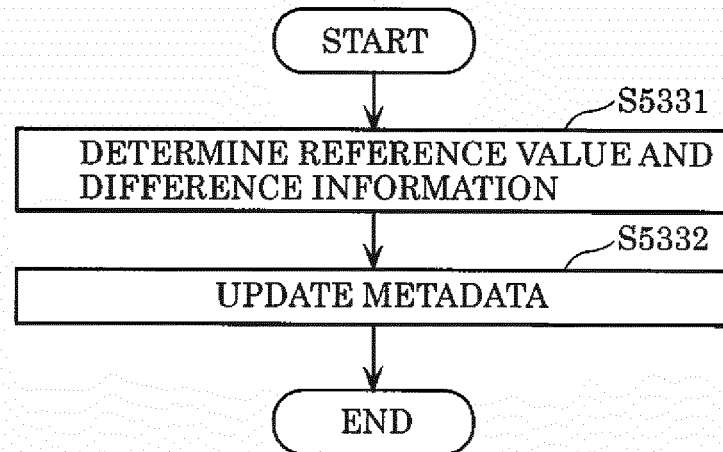 START
S5331
DETERMINE REFERENCE VALUE AND
DIFFERENCE INFORMATION
S5332
UPDATE METADATA
END